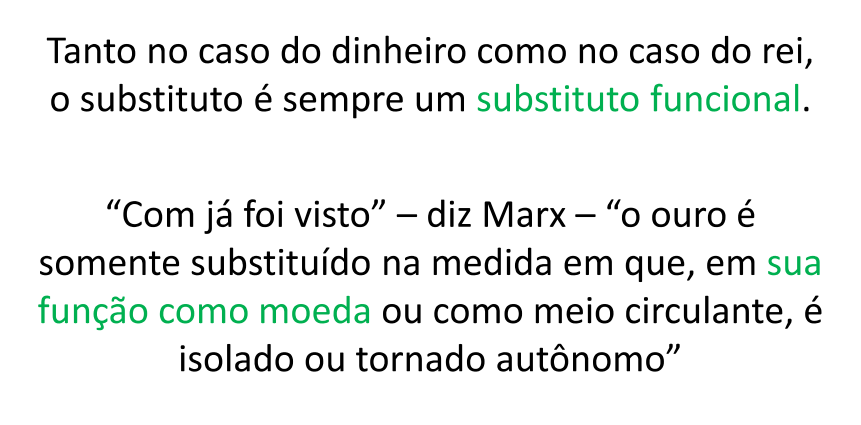 Tanto no caso do dinheiro como no caso do rei,
o substituto é sempre um substituto funcional.
“Com já foi visto” – diz Marx – “o ouro é
somente substituído na medida em que, em sua
função como moeda ou como meio circulante, é
isolado ou tornado autônomo”